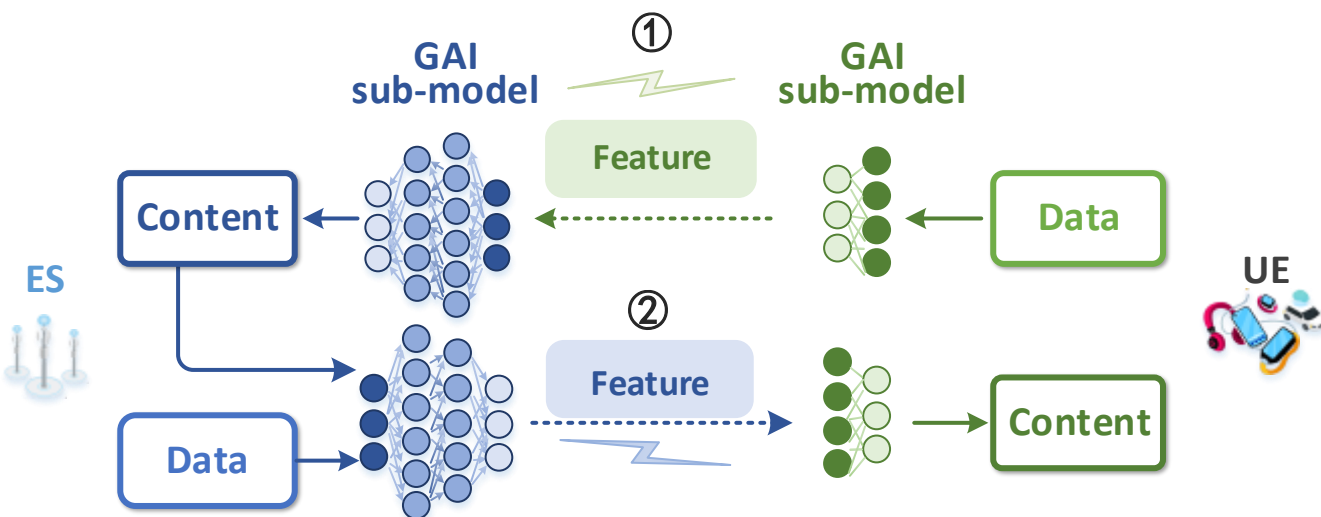 ①
GAI
sub-model
GAI
sub-model
Feature
Content
Data
ES
UE
②
Feature
Data
Content